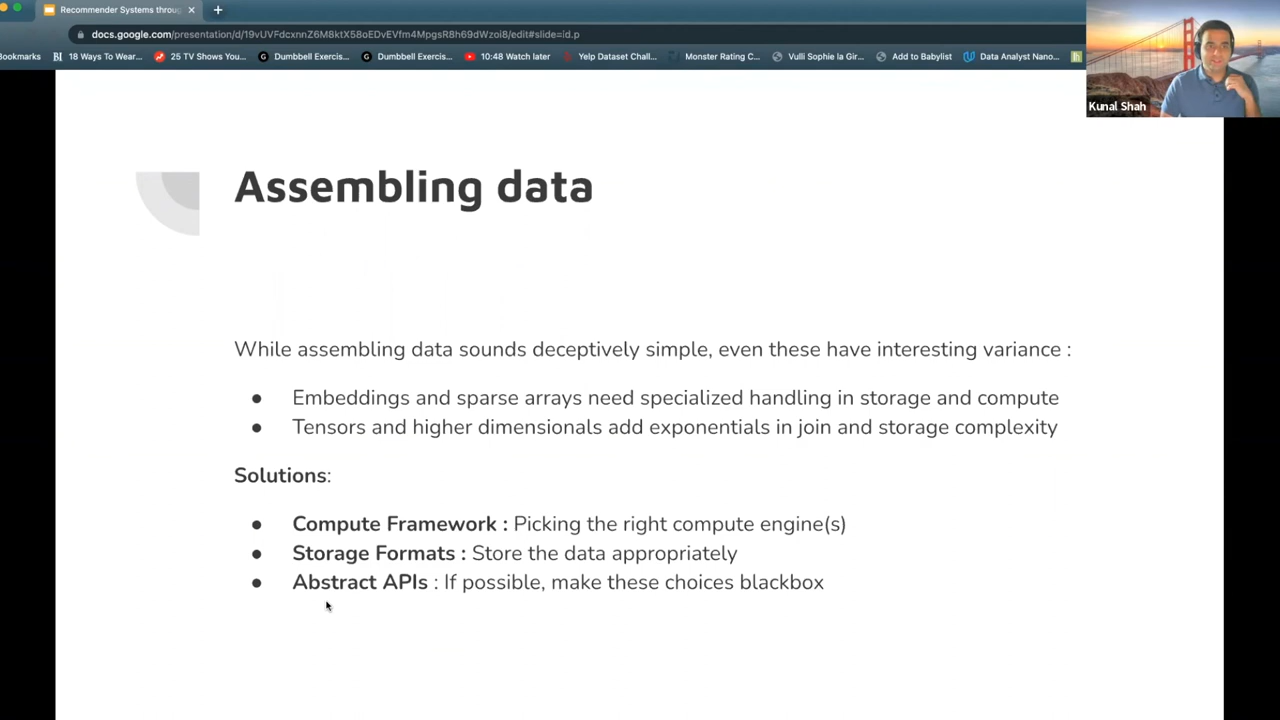 Recommender Systems throu
docs.google.com/presentation/d/19vUVFdcxnnZ6M8ktX58oEDvEVfm4MpgsR8h69dWzoi8/edit#slide=id.p
Bookmarks BI 18 Ways To Wear... 25 TV Shows You... G Dumbbell Exercis... G Dumbbell Exercis... 10:48 Watch later Yelp Dataset Chall... Monster Rating C... Vulli Sophie la Gir... Add to Babylist Data Analyst Nano...
Kunal Shah
Assembling data
While assembling data sounds deceptively simple, even these have interesting variance :
● Embeddings and sparse arrays need specialized handling in storage and compute
● Tensors and higher dimensionals add exponentials in join and storage complexity
Solutions:
● Compute Framework : Picking the right compute engine(s)
● Storage Formats : Store the data appropriately
● Abstract APIs : If possible, make these choices blackbox